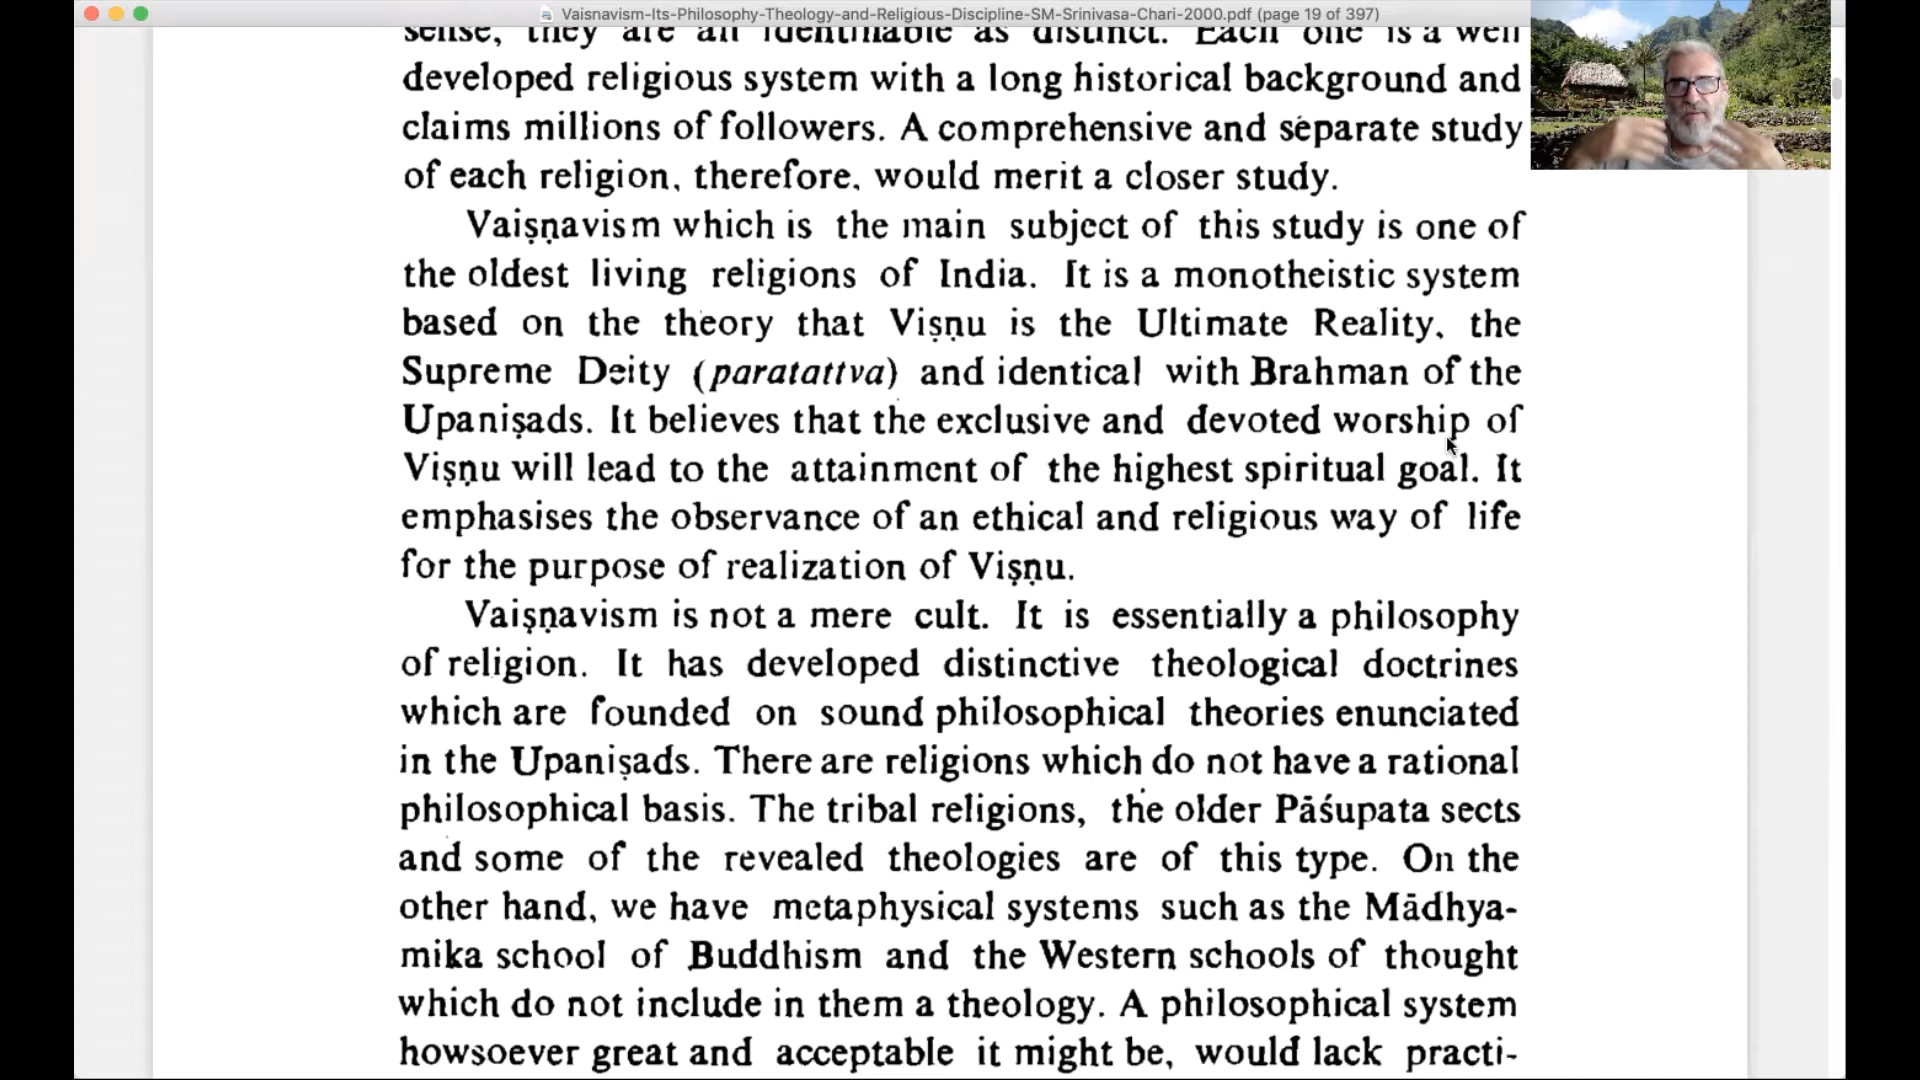 Vaisnavism-Its-Philosophy-Theology-and-Religious-Discipline-SM-Srinivasa-Chari-2000.pdf (page 19 of 397)
sense, they are all identifiable as distinct. Each one is a well
developed religious system with a long historical background and
claims millions of followers. A comprehensive and separate study
of each religion, therefore, would merit a closer study.
Vaiṣṇavism which is the main subject of this study is one of
the oldest living religions of India. It is a monotheistic system
based on the theory that Viṣṇu is the Ultimate Reality, the
Supreme Deity (paratattva) and identical with Brahman of the
Upaniṣads. It believes that the exclusive and devoted worship of
Viṣṇu will lead to the attainment of the highest spiritual goal. It
emphasises the observance of an ethical and religious way of life
for the purpose of realization of Viṣṇu.
Vaiṣṇavism is not a mere cult. It is essentially a philosophy
of religion. It has developed distinctive theological doctrines
which are founded on sound philosophical theories enunciated
in the Upaniṣads. There are religions which do not have a rational
philosophical basis. The tribal religions, the older Pāśupata sects
and some of the revealed theologies are of this type. On the
other hand, we have metaphysical systems such as the Mādhya-
mika school of Buddhism and the Western schools of thought
which do not include in them a theology. A philosophical system
howsoever great and acceptable it might be, would lack practi-